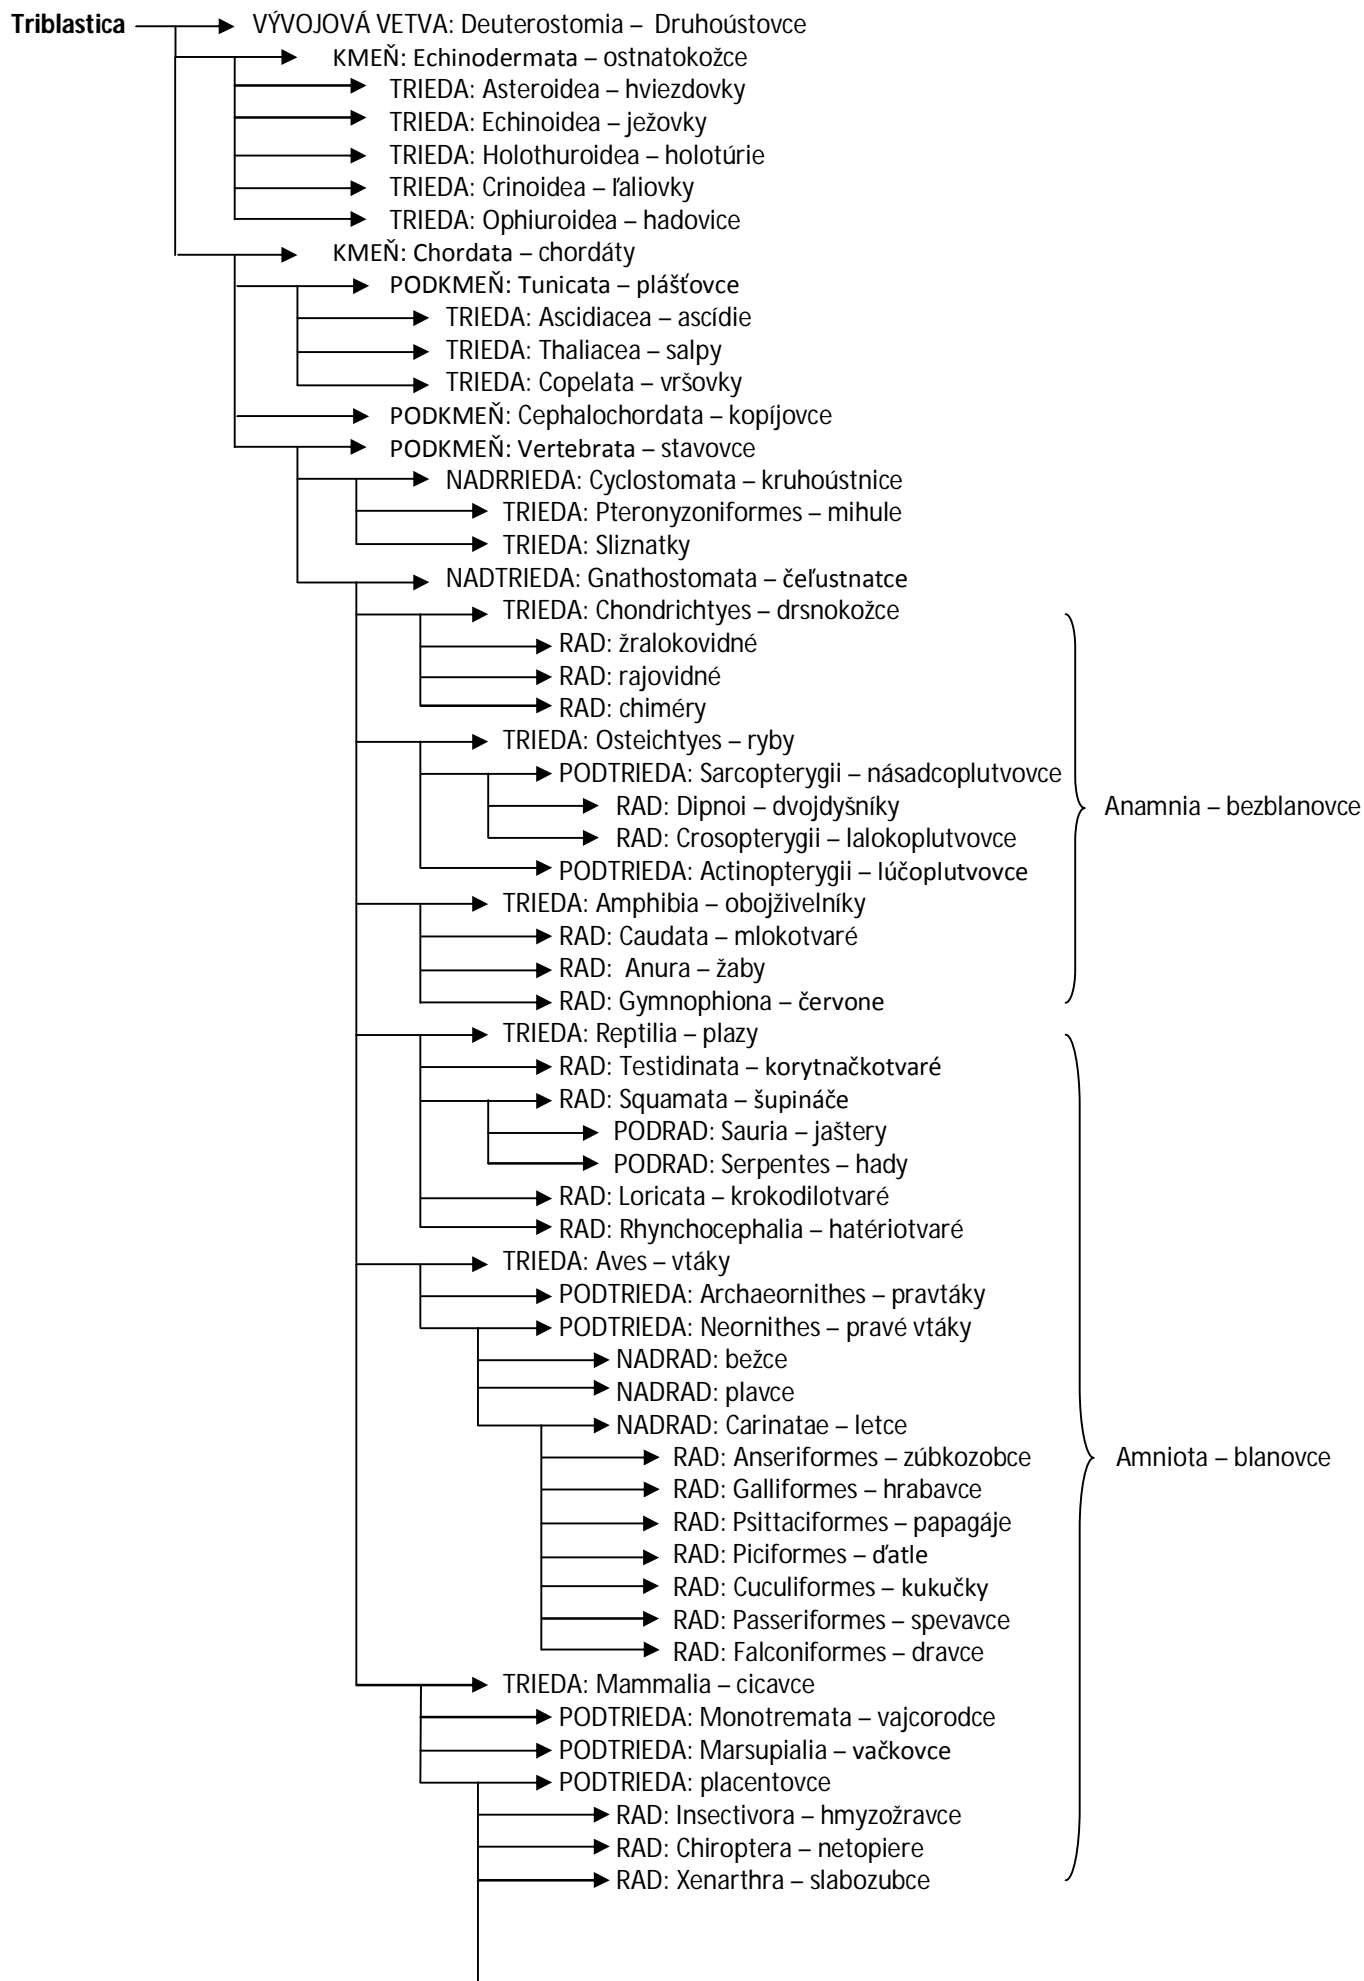 Triblastica VÝVOJOVÁ VETVA: Deuterostomia – Druhoústovce
KMEŇ: Echinodermata – ostnatokožce
TRIEDA: Asteroidea – hviezdovky
TRIEDA: Echinoidea – ježovky
TRIEDA: Holothuroidea – holotúrie
TRIEDA: Crinoidea – ľaliovky
TRIEDA: Ophiuroidea – hadovice
KMEŇ: Chordata – chordáty
PODKMEŇ: Tunicata – plášťovce
TRIEDA: Ascidiacea – ascídie
TRIEDA: Thaliacea – salpy
TRIEDA: Copelata – vršovky
PODKMEŇ: Cephalochordata – kopíjovce
PODKMEŇ: Vertebrata – stavovce
NADRRIEDA: Cyclostomata – kruhoústnice
TRIEDA: Pteronyzoniformes – mihule
TRIEDA: Sliznatky
NADTRIEDA: Gnathostomata – čeľustnatce
TRIEDA: Chondrichtyes – drsnokožce
RAD: žralokovidné
RAD: rajovidné
RAD: chiméry
TRIEDA: Osteichtyes – ryby
PODTRIEDA: Sarcopterygii – násadcoplutvovce
RAD: Dipnoi – dvojdyšníky
Anamnia – bezblanovce
RAD: Crosopterygii – lalokoplutvovce
PODTRIEDA: Actinopterygii – lúčoplutvovce
TRIEDA: Amphibia – obojživelníky
RAD: Caudata – mlokotvaré
RAD: Anura – žaby
RAD: Gymnophiona – červone
TRIEDA: Reptilia – plazy
RAD: Testidinata – korytnačkotvaré
RAD: Squamata – šupináče
PODRAD: Sauria – jaštery
PODRAD: Serpentes – hady
RAD: Loricata – krokodilotvaré
RAD: Rhynchocephalia – hatériotvaré
TRIEDA: Aves – vtáky
PODTRIEDA: Archaeornithes – pravtáky
PODTRIEDA: Neornithes – pravé vtáky
NADRAD: bežce
NADRAD: plavce
NADRAD: Carinatae – letce
RAD: Anseriformes – zúbkozobce
Amniota – blanovce
RAD: Galliformes – hrabavce
RAD: Psittaciformes – papagáje
RAD: Piciformes – ďatle
RAD: Cuculiformes – kukučky
RAD: Passeriformes – spevavce
RAD: Falconiformes – dravce
TRIEDA: Mammalia – cicavce
PODTRIEDA: Monotremata – vajcorodce
PODTRIEDA: Marsupialia – vačkovce
PODTRIEDA: placentovce
RAD: Insectivora – hmyzožravce
RAD: Chiroptera – netopiere
RAD: Xenarthra – slabozubce